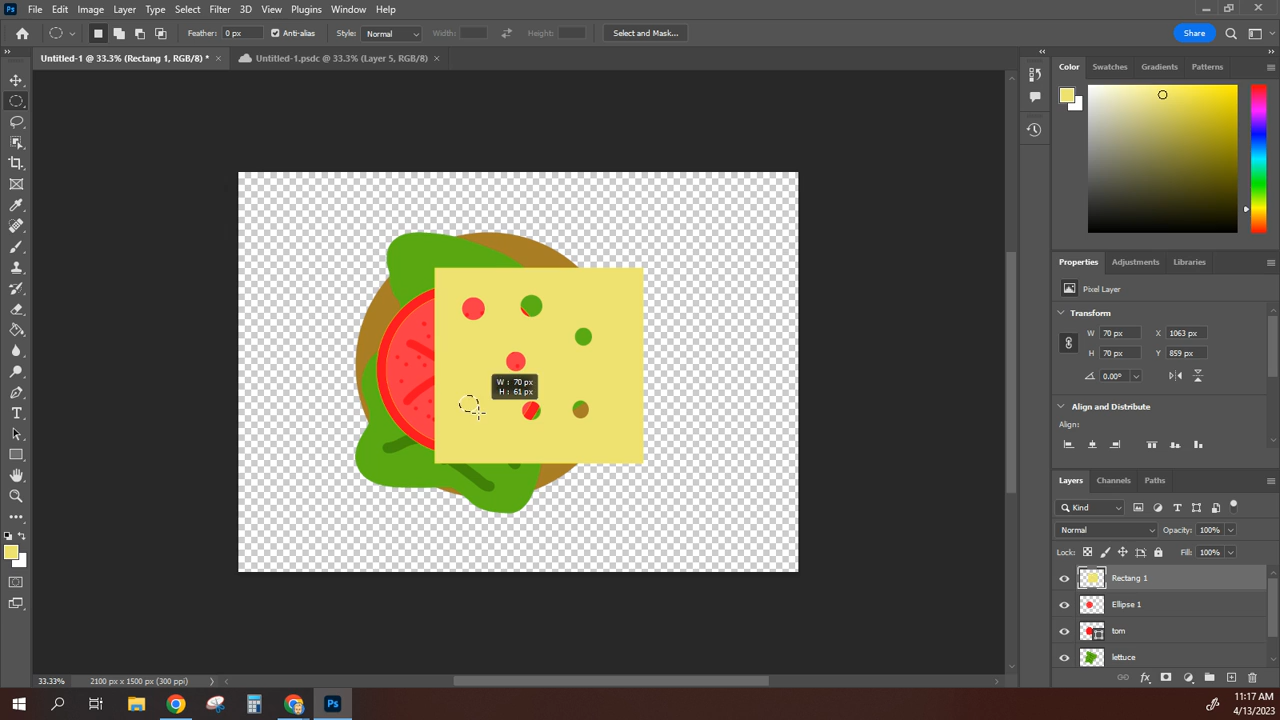 Ps File Edit Image Layer Type Select Filter 3D View Plugins Window Help
Feather: 0 px Anti-alias Style: Normal Width: Height: Select and Mask... Share
Untitled-1 @ 33.3% (Rectang 1, RGB/8) * × Untitled-1.psdc @ 33.3% (Layer 5, RGB/8) ×
Color Swatches Gradients Patterns
Properties Adjustments Libraries
Pixel Layer
Transform
W 70 px X 1063 px
H 70 px Y 859 px
0.00°
Align and Distribute
Align:
W : 70 px
H : 61 px
Layers Channels Paths
Kind
Normal Opacity: 100%
Lock: Fill: 100%
Rectang 1
Ellipse 1
tom
lettuce
33.33% 2100 px x 1500 px (300 ppi)
Ps
11:17 AM
4/13/2023